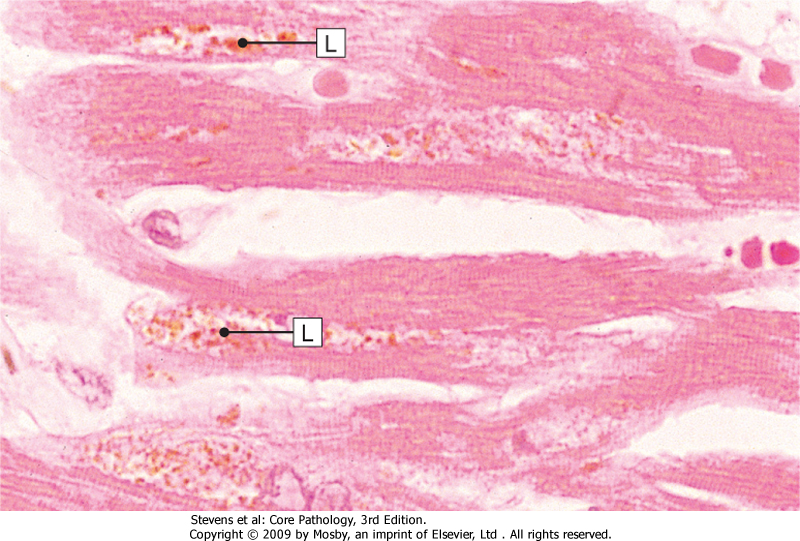 L
L
Stevens et al: Core Pathology, 3rd Edition.
Copyright © 2009 by Mosby, an imprint of Elsevier, Ltd . All rights reserved.